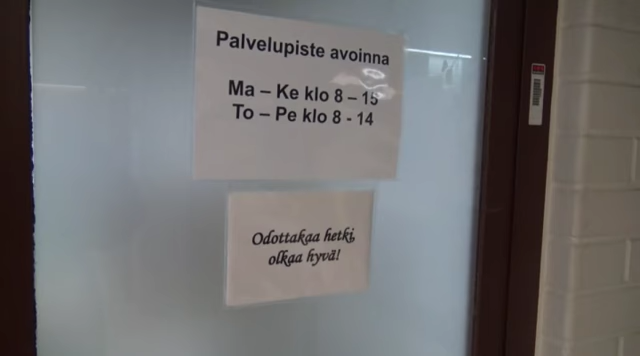 Palvelupiste avoinna
Ma – Ke klo 8 – 15
To – Pe klo 8 - 14
Odottakaa hetki,
olkaa hyvä!